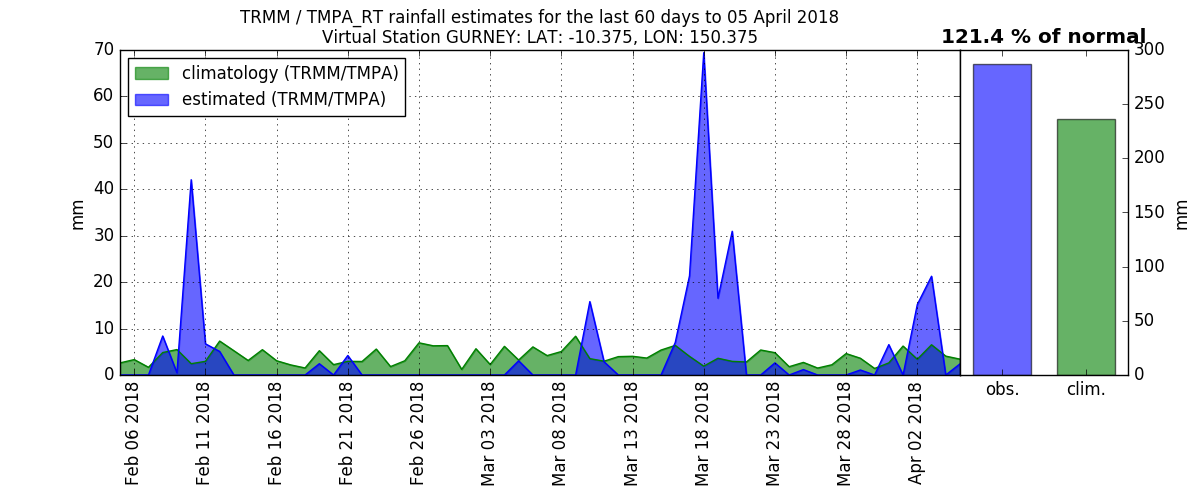 TRMM / TMPA_RT rainfall estimates for the last 60 days to 05 April 2018
Virtual Station GURNEY: LAT: -10.375, LON: 150.375
121.4 % of normal
climatology (TRMM/TMPA)
estimated (TRMM/TMPA)
mm
70
60
50
40
30
20
10
0
Feb 06 2018
Feb 11 2018
Feb 16 2018
Feb 21 2018
Feb 26 2018
Mar 03 2018
Mar 08 2018
Mar 13 2018
Mar 18 2018
Mar 23 2018
Mar 28 2018
Apr 02 2018
obs.
clim.
300
250
200
150
100
50
0
mm